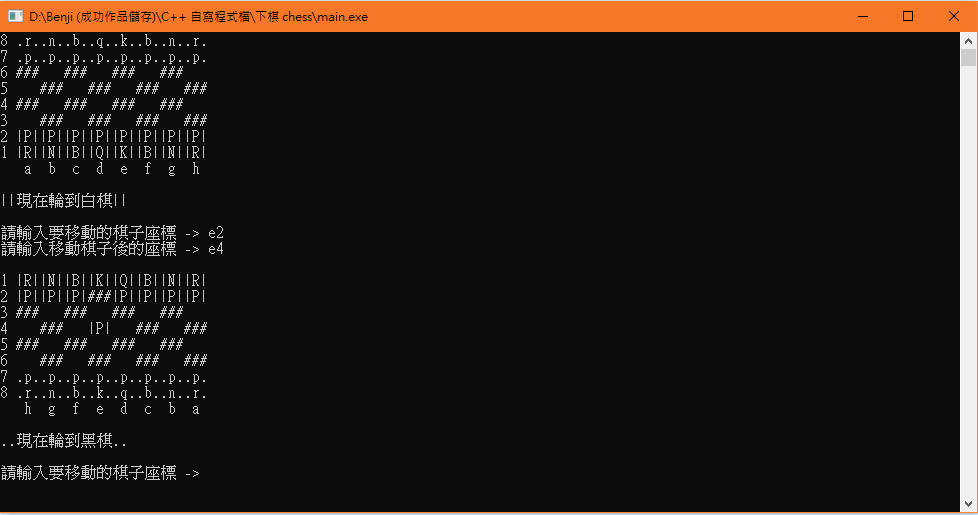 D:\Benji (成功作品儲存)\C++ 自寫程式檔\下棋 chess\main.exe
8 .r..n..b..q..k..b..n..r.
7 .p..p..p..p..p..p..p..p.
6 ###   ###   ###   ###
5    ###   ###   ###   ###
4 ###   ###   ###   ###
3    ###   ###   ###   ###
2 |P||P||P||P||P||P||P||P|
1 |R||N||B||Q||K||B||N||R|
   a  b  c  d  e  f  g  h
||現在輪到白棋||
請輸入要移動的棋子座標 -> e2
請輸入移動棋子後的座標 -> e4
1 |R||N||B||K||Q||B||N||R|
2 |P||P||P|###|P||P||P||P|
3 ###   ###   ###   ###
4    ###   |P|   ###   ###
5 ###   ###   ###   ###
6    ###   ###   ###   ###
7 .p..p..p..p..p..p..p..p.
8 .r..n..b..k..q..b..n..r.
   h  g  f  e  d  c  b  a
..現在輪到黑棋..
請輸入要移動的棋子座標 ->